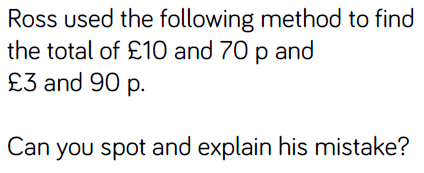 Ross used the following method to find
the total of £10 and 70 p and
£3 and 90 p.
Can you spot and explain his mistake?